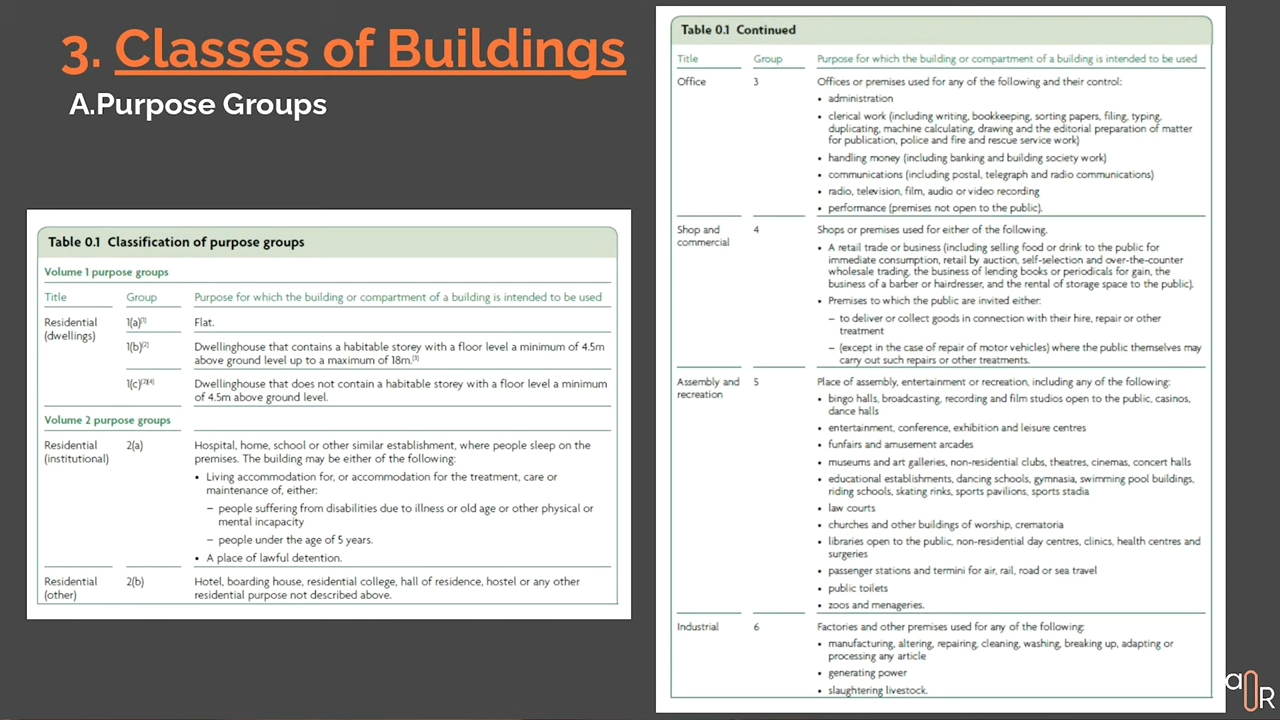 3. Classes of Buildings
A.Purpose Groups
Table 0.1 Classification of purpose groups
Volume 1 purpose groups
Title Group Purpose for which the building or compartment of a building is intended to be used
Residential (dwellings) 1(a)[1] Flat.
1(b)[2] Dwellinghouse that contains a habitable storey with a floor level a minimum of 4.5m
above ground level up to a maximum of 18m.[3]
1(c)[2][4] Dwellinghouse that does not contain a habitable storey with a floor level a minimum
of 4.5m above ground level.
Volume 2 purpose groups
Residential (institutional) 2(a) Hospital, home, school or other similar establishment, where people sleep on the
premises. The building may be either of the following:
• Living accommodation for, or accommodation for the treatment, care or
maintenance of, either:
– people suffering from disabilities due to illness or old age or other physical or
mental incapacity
– people under the age of 5 years.
• A place of lawful detention.
Residential (other) 2(b) Hotel, boarding house, residential college, hall of residence, hostel or any other
residential purpose not described above.
Table 0.1 Continued
Title Group Purpose for which the building or compartment of a building is intended to be used
Office 3 Offices or premises used for any of the following and their control:
• administration
• clerical work (including writing, bookkeeping, sorting papers, filing, typing,
duplicating, machine calculating, drawing and the editorial preparation of matter
for publication, police and fire and rescue service work)
• handling money (including banking and building society work)
• communications (including postal, telegraph and radio communications)
• radio, television, film, audio or video recording
• performance (premises not open to the public).
Shop and commercial 4 Shops or premises used for either of the following.
• A retail trade or business (including selling food or drink to the public for
immediate consumption, retail by auction, self-selection and over-the-counter
wholesale trading, the business of lending books or periodicals for gain, the
business of a barber or hairdresser, and the rental of storage space to the public).
• Premises to which the public are invited either:
– to deliver or collect goods in connection with their hire, repair or other
treatment
– (except in the case of repair of motor vehicles) where the public themselves may
carry out such repairs or other treatments.
Assembly and recreation 5 Place of assembly, entertainment or recreation, including any of the following:
• bingo halls, broadcasting, recording and film studios open to the public, casinos,
dance halls
• entertainment, conference, exhibition and leisure centres
• funfairs and amusement arcades
• museums and art galleries, non-residential clubs, theatres, cinemas, concert halls
• educational establishments, dancing schools, gymnasia, swimming pool buildings,
riding schools, skating rinks, sports pavilions, sports stadia
• law courts
• churches and other buildings of worship, crematoria
• libraries open to the public, non-residential day centres, clinics, health centres and
surgeries
• passenger stations and termini for air, rail, road or sea travel
• public toilets
• zoos and menageries.
Industrial 6 Factories and other premises used for any of the following:
• manufacturing, altering, repairing, cleaning, washing, breaking up, adapting or
processing any article
• generating power
• slaughtering livestock.
a0R